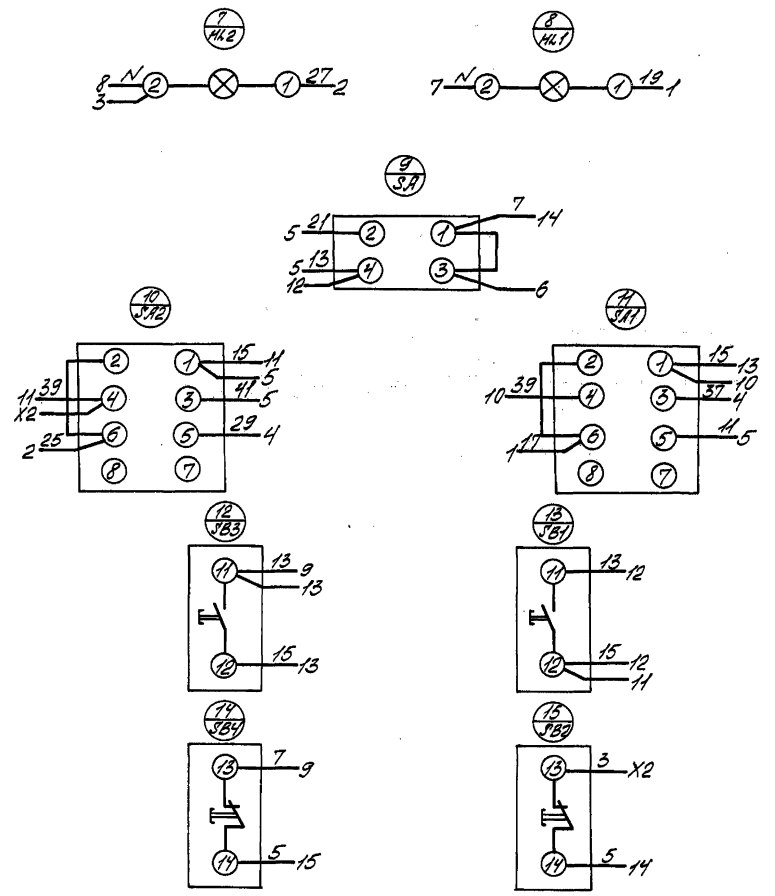 7
HL2
8
HL1
8 N 2 1 27 2
3
7 N 2 1 19 1
9
SA
7 14
5 21 2 1
5 13 4 3
12 6
10
SA2
11
SA1
2 1 15 11
5
11 39 4 3 41 5
X2
2 25 6 5 29 4
8 7
2 1 15 13
10
10 39 4 3 37 4
1 17 6 5 11 5
8 7
12
SB3
13
SB1
11 13 9
13
12 15 13
11 13 12
12 15 12
11
14
SB4
15
SB2
13 7 9
14 5 15
13 3 X2
14 5 14